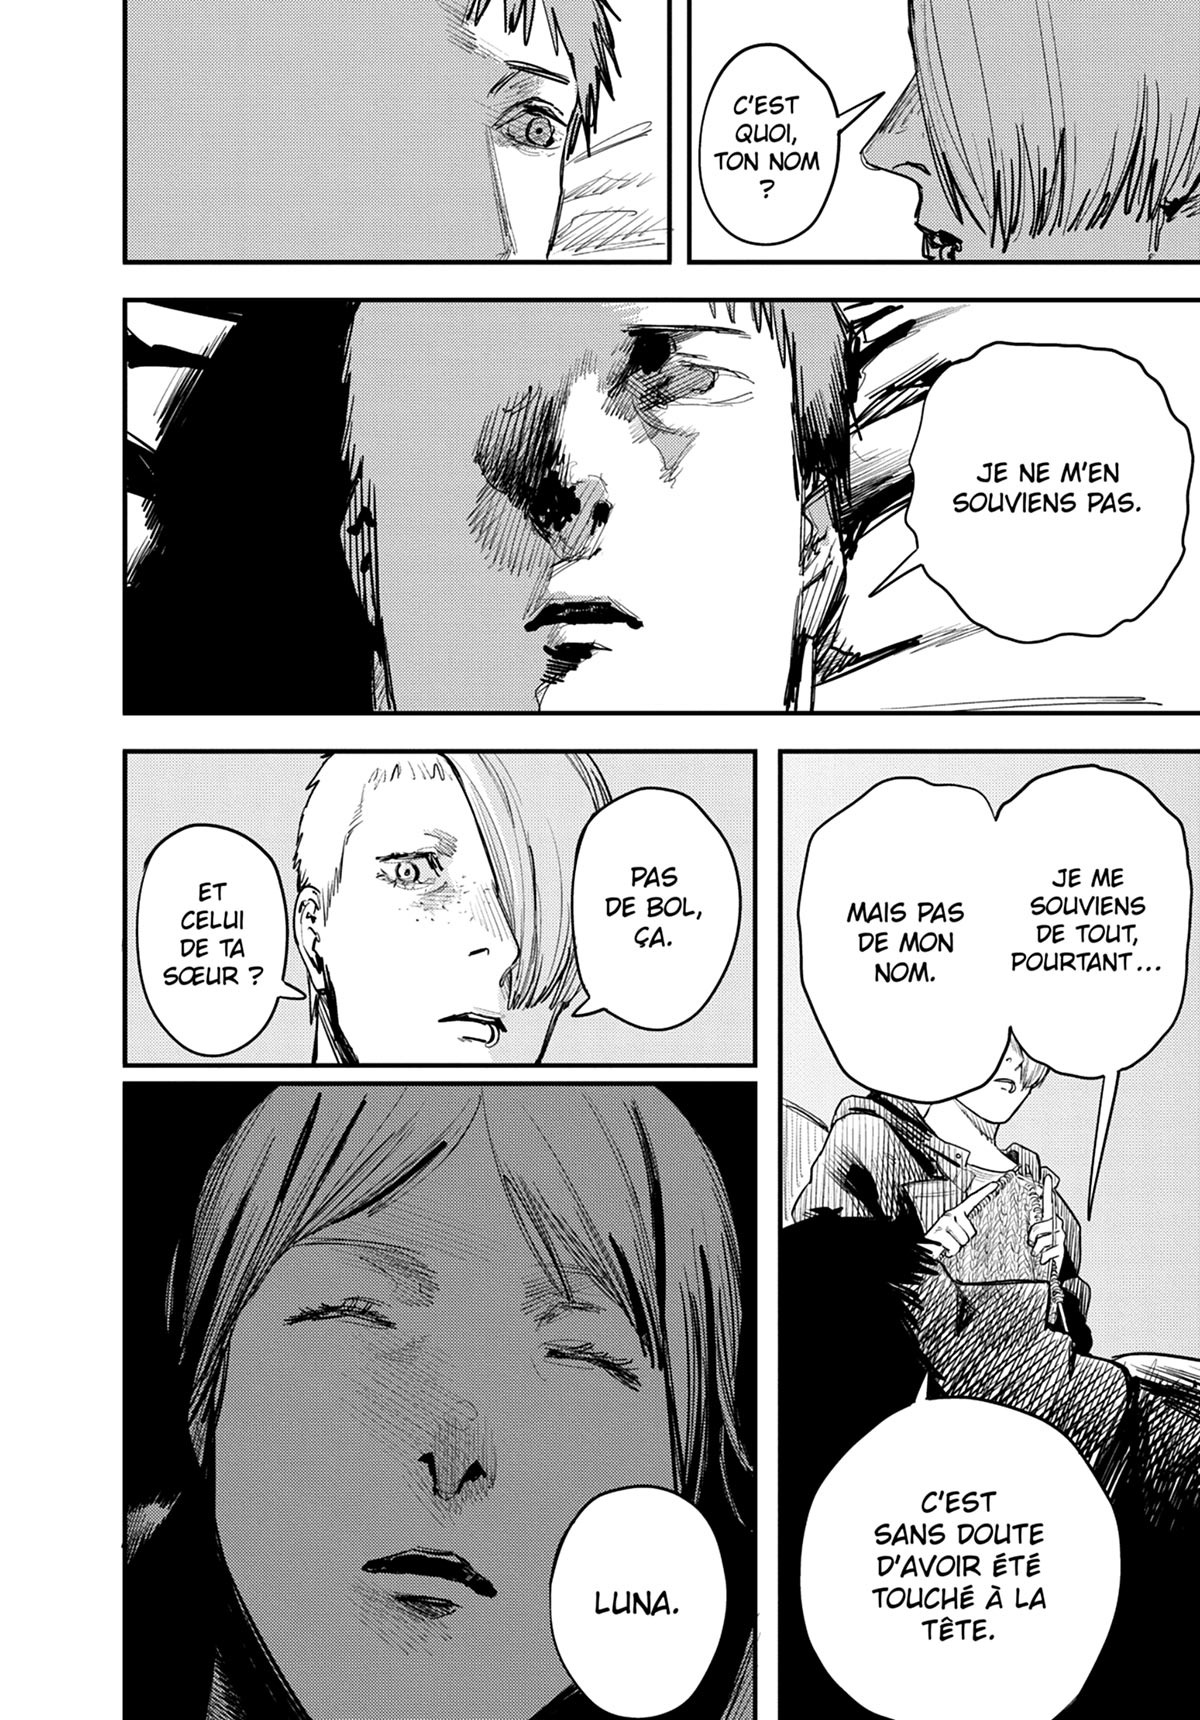 C'EST
QUOI,
TON NOM
?
JE NE M'EN
SOUVIENS PAS.
JE ME
SOUVIENS
DE TOUT,
POURTANT...
MAIS PAS
DE MON
NOM.
C'EST
SANS DOUTE
D'AVOIR ÉTÉ
TOUCHÉ À LA
TÊTE.
PAS
DE BOL,
ÇA.
ET
CELUI
DE TA
SŒUR ?
LUNA.